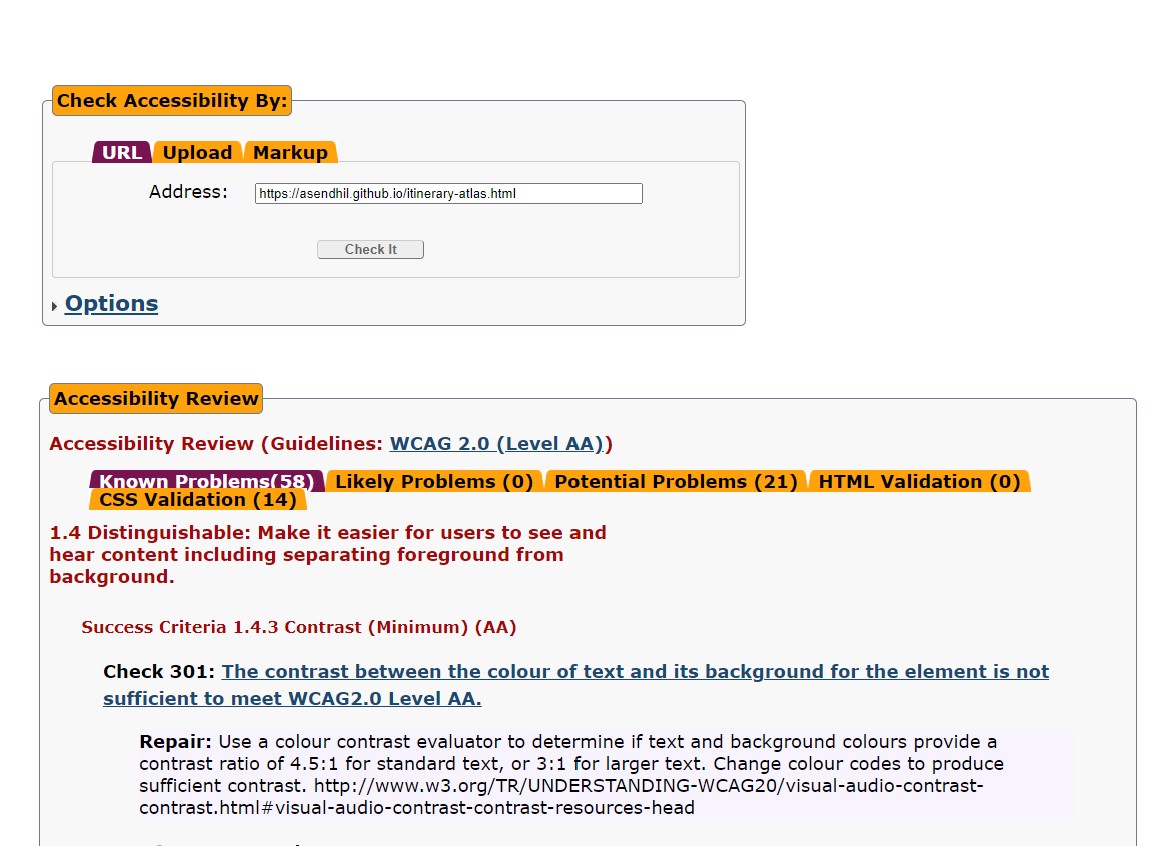 Check Accessibility By:
URL Upload Markup
Address: https://asendhil.github.io/itinerary-atlas.html
Check It
Options
Accessibility Review
Accessibility Review (Guidelines: WCAG 2.0 (Level AA))
Known Problems(58) Likely Problems (0) Potential Problems (21) HTML Validation (0)
CSS Validation (14)
1.4 Distinguishable: Make it easier for users to see and
hear content including separating foreground from
background.
Success Criteria 1.4.3 Contrast (Minimum) (AA)
Check 301: The contrast between the colour of text and its background for the element is not
sufficient to meet WCAG2.0 Level AA.
Repair: Use a colour contrast evaluator to determine if text and background colours provide a
contrast ratio of 4.5:1 for standard text, or 3:1 for larger text. Change colour codes to produce
sufficient contrast. http://www.w3.org/TR/UNDERSTANDING-WCAG20/visual-audio-contrast-
contrast.html#visual-audio-contrast-contrast-resources-head